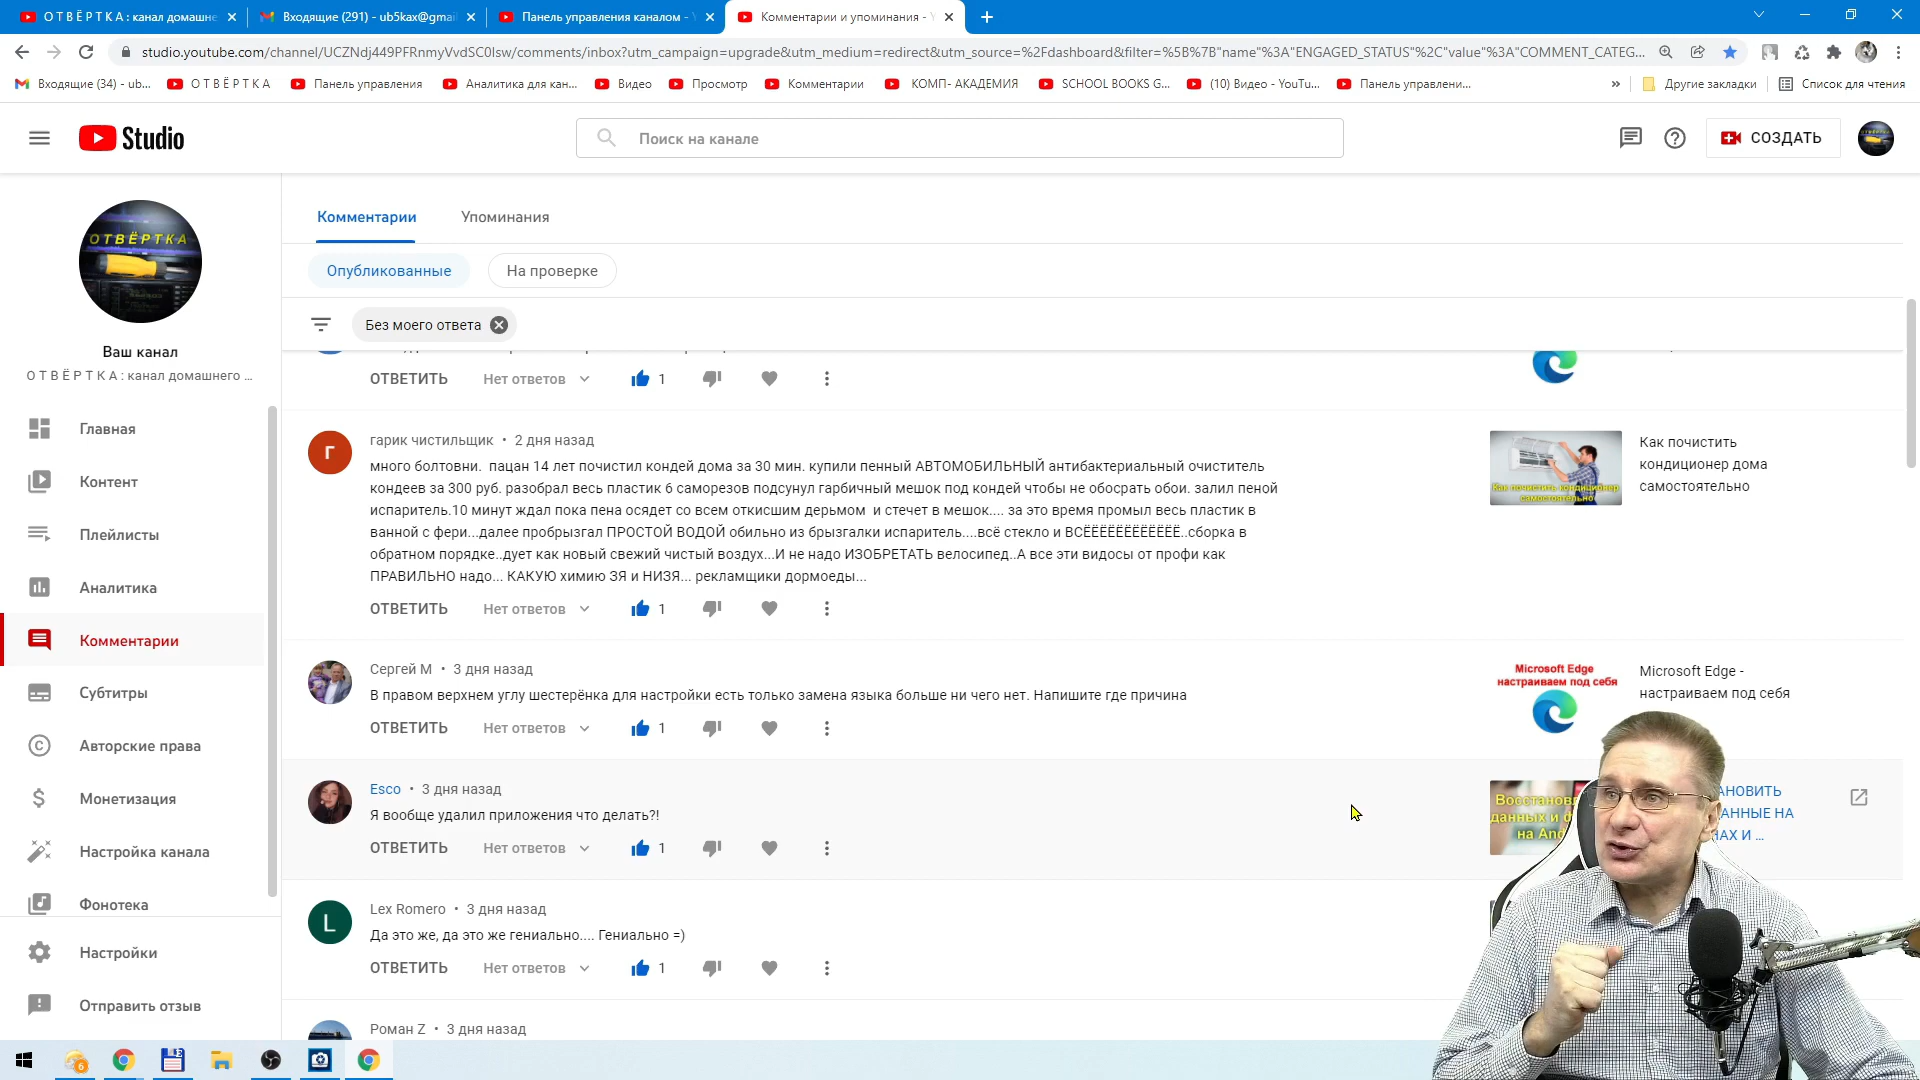 О Т В Ё Р Т К А : канал домашне
Входящие (291) - ub5kax@gmai
Панель управления каналом - Y
Комментарии и упоминания - Y
studio.youtube.com/channel/UCZNdj449PFRnmyVvdSC0Isw/comments/inbox?utm_campaign=upgrade&utm_medium=redirect&utm_source=%2Fdashboard&filter=%5B%7B"name"%3A"ENGAGED_STATUS"%2C"value"%3A"COMMENT_CATEG...
Входящие (34) - ub...
О Т В Ё Р Т К А
Панель управления
Аналитика для кан...
Видео
Просмотр
Комментарии
КОМП- АКАДЕМИЯ
SCHOOL BOOKS G...
(10) Видео - YouTu...
Панель управлени...
»
Другие закладки
Список для чтения
Studio
Поиск на канале
СОЗДАТЬ
ОТВЁРТКА
Ваш канал
О Т В Ё Р Т К А : канал домашнего ...
Главная
Контент
Плейлисты
Аналитика
Комментарии
Субтитры
Авторские права
Монетизация
Настройка канала
Фонотека
Настройки
Отправить отзыв
Комментарии
Упоминания
Опубликованные
На проверке
Без моего ответа
ОТВЕТИТЬ Нет ответов 1
Г
гарик чистильщик • 2 дня назад
много болтовни. пацан 14 лет почистил кондей дома за 30 мин. купили пенный АВТОМОБИЛЬНЫЙ антибактериальный очиститель
кондеев за 300 руб. разобрал весь пластик 6 саморезов подсунул гарбичный мешок под кондей чтобы не обосрать обои. залил пеной
испаритель.10 минут ждал пока пена осядет со всем откисшим дерьмом и стечет в мешок.... за это время промыл весь пластик в
ванной с фери...далее пробрызгал ПРОСТОЙ ВОДОЙ обильно из брызгалки испаритель....всё стекло и ВСЁЁЁЁЁЁЁЁЁЁЁЁ..сборка в
обратном порядке..дует как новый свежий чистый воздух...И не надо ИЗОБРЕТАТЬ велосипед..А все эти видосы от профи как
ПРАВИЛЬНО надо... КАКУЮ химию ЗЯ и НИЗЯ... рекламщики дормоеды...
ОТВЕТИТЬ Нет ответов 1
Как почистить кондиционер
самостоятельно
Как почистить
кондиционер дома
самостоятельно
Сергей М • 3 дня назад
В правом верхнем углу шестерёнка для настройки есть только замена языка больше ни чего нет. Напишите где причина
ОТВЕТИТЬ Нет ответов 1
Microsoft Edge
настраиваем под себя
Microsoft Edge -
настраиваем под себя
Esco • 3 дня назад
Я вообще удалил приложения что делать?!
ОТВЕТИТЬ Нет ответов 1
Восстанов
данных и ф
на And
АНОВИТЬ
АННЫЕ НА
НАХ И ...
L
Lex Romero • 3 дня назад
Да это же, да это же гениально.... Гениально =)
ОТВЕТИТЬ Нет ответов 1
Роман Z • 3 дня назад
6